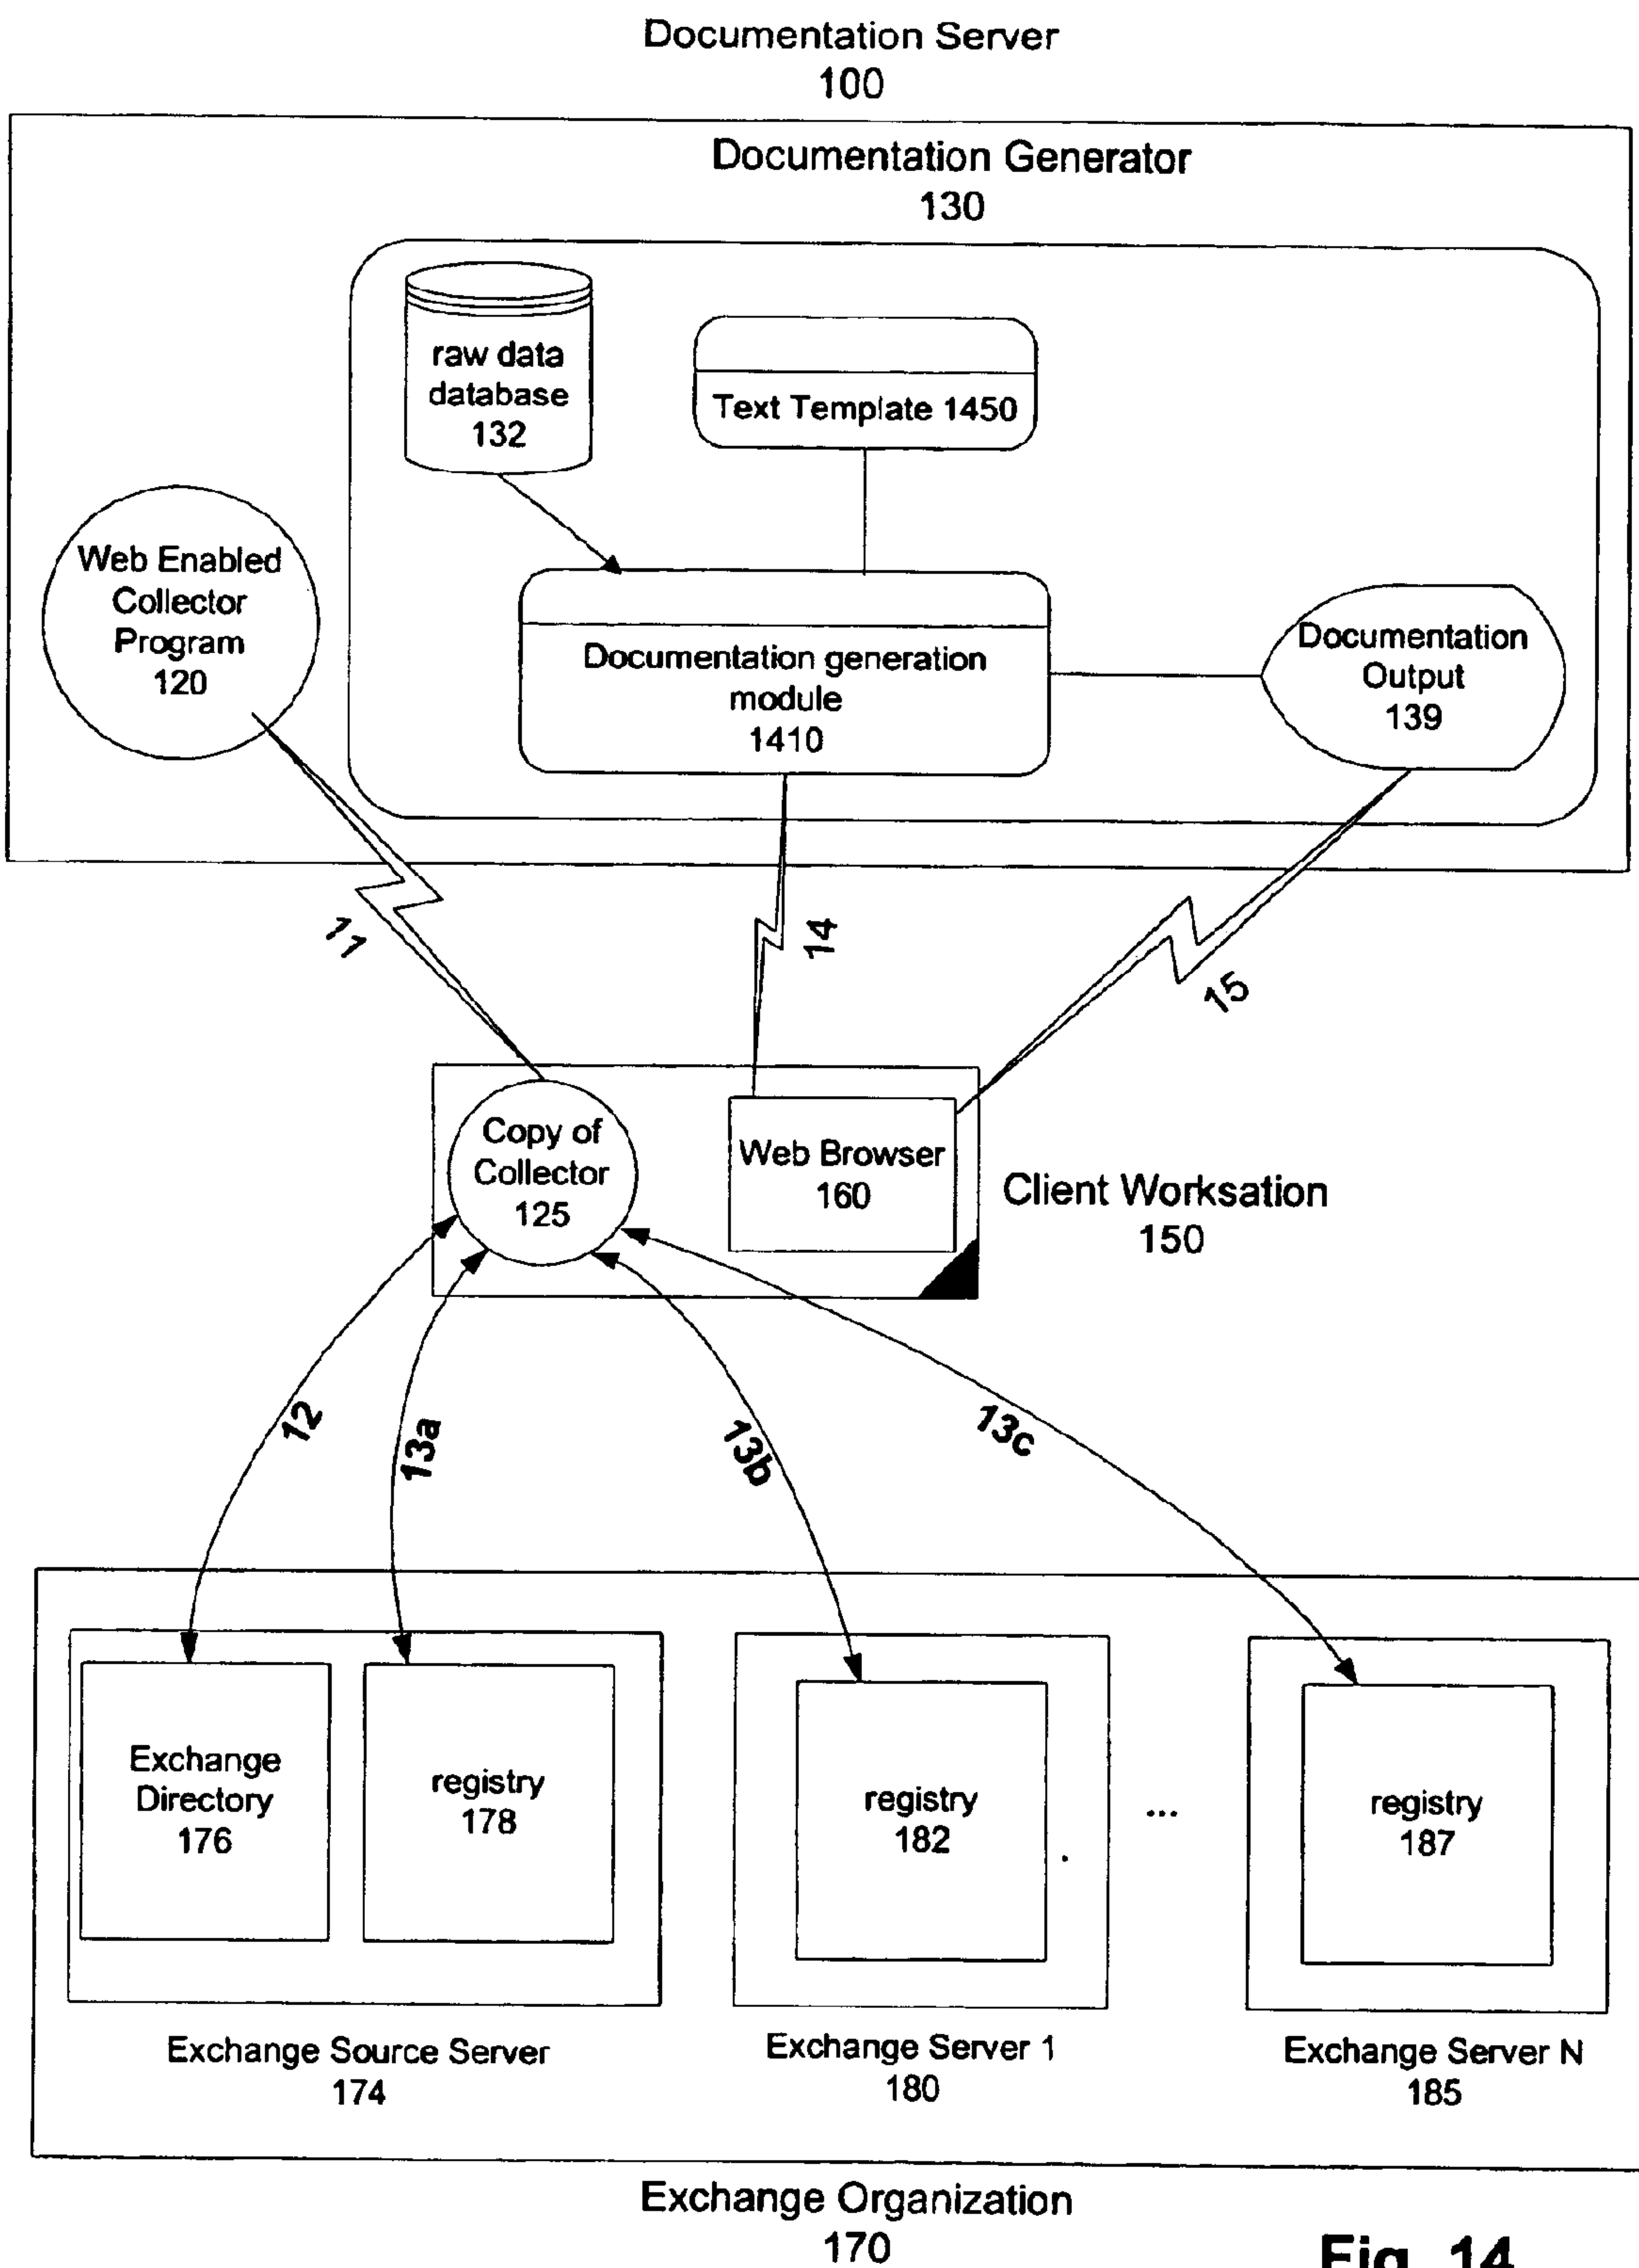 Documentation Server
100
Documentation Generator
130
raw data
database
132
Text Template 1450
Web Enabled
Collector
Program
120
Documentation generation
module
1410
Documentation
Output
139
11
14
15
Copy of
Collector
125
Web Browser
160
Client Worksation
150
12
13a
13b
13c
Exchange
Directory
176
registry
178
registry
182
...
registry
187
Exchange Source Server
174
Exchange Server 1
180
Exchange Server N
185
Exchange Organization
170
Fig. 14